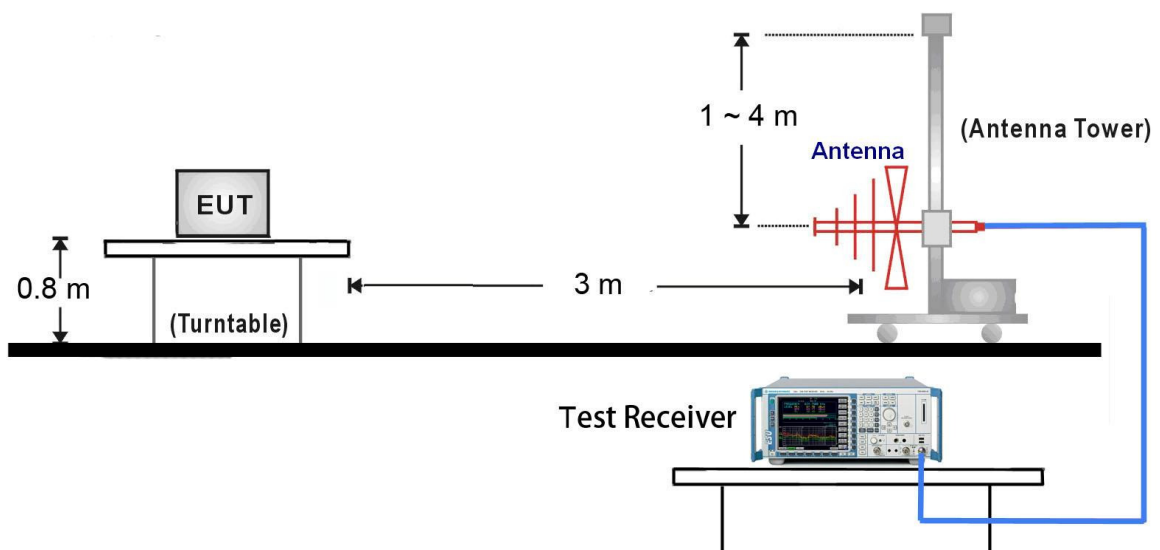 1 ~ 4 m
(Antenna Tower)
Antenna
EUT
0.8 m
3 m
(Turntable)
Test Receiver